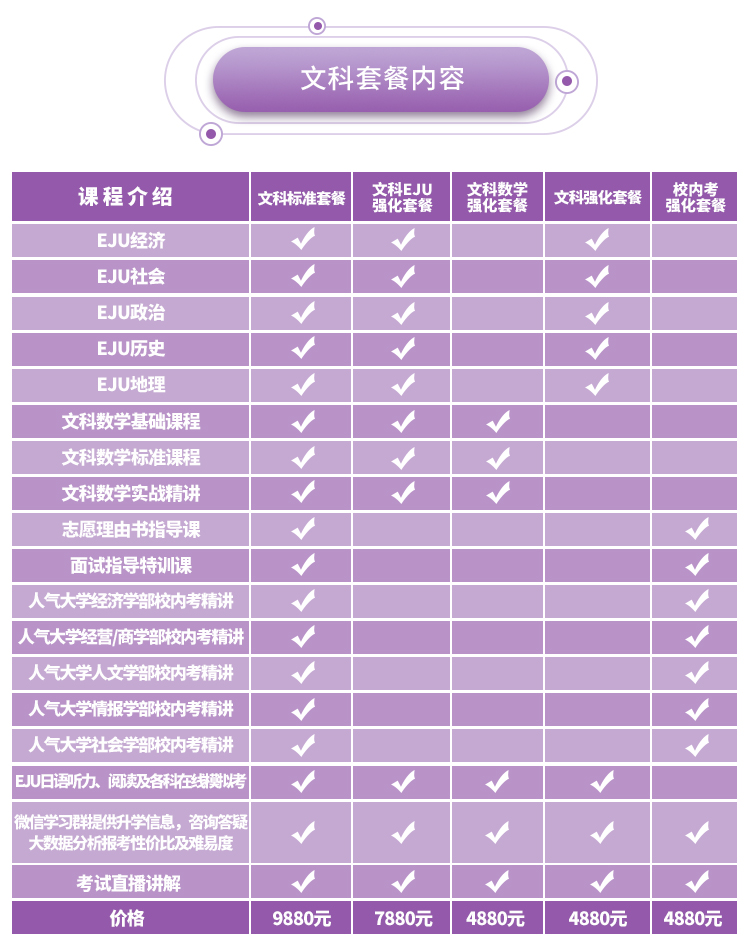 文科套餐内容
课程介绍 文科标准套餐 文科EJU 文科数学 文科强化套餐 校内考
强化套餐 强化套餐 强化套餐
EJU经济
EJU社会
EJU政治
EJU历史
EJU地理
文科数学基础课程
文科数学标准课程
文科数学实战精讲
志愿理由书指导课
面试指导特训课
人气大学经济学部校内考精讲
人气大学经营/商学部校内考精讲
人气大学人文学部校内考精讲
人气大学情报学部校内考精讲
人气大学社会学部校内考精讲
EJU日语听力、阅读及各科在线模拟考
微信学习群提供升学信息，咨询答疑
大数据分析报考性价比及难易度
考试直播讲解
价格 9880元 7880元 4880元 4880元 4880元